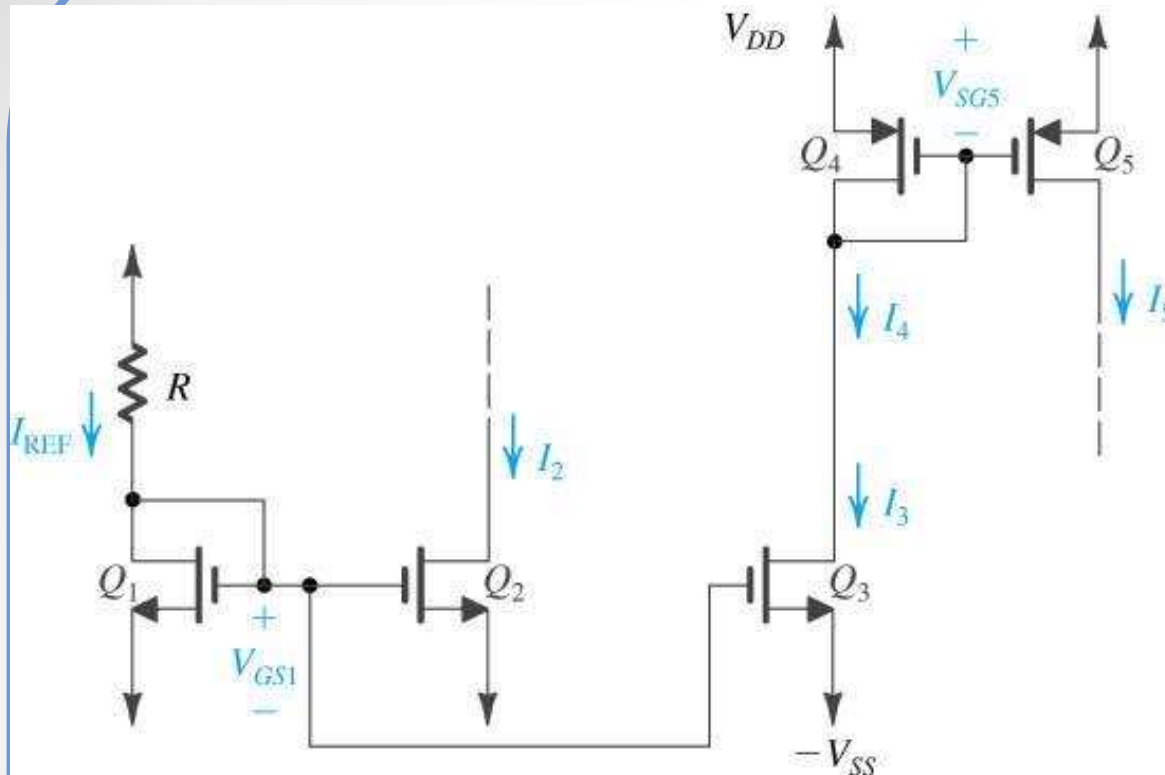 V_DD
+
V_SG5
−
Q_4
Q_5
I_4
R
I_REF
I_2
I_3
Q_1
Q_2
Q_3
+
V_GS1
−
−V_SS